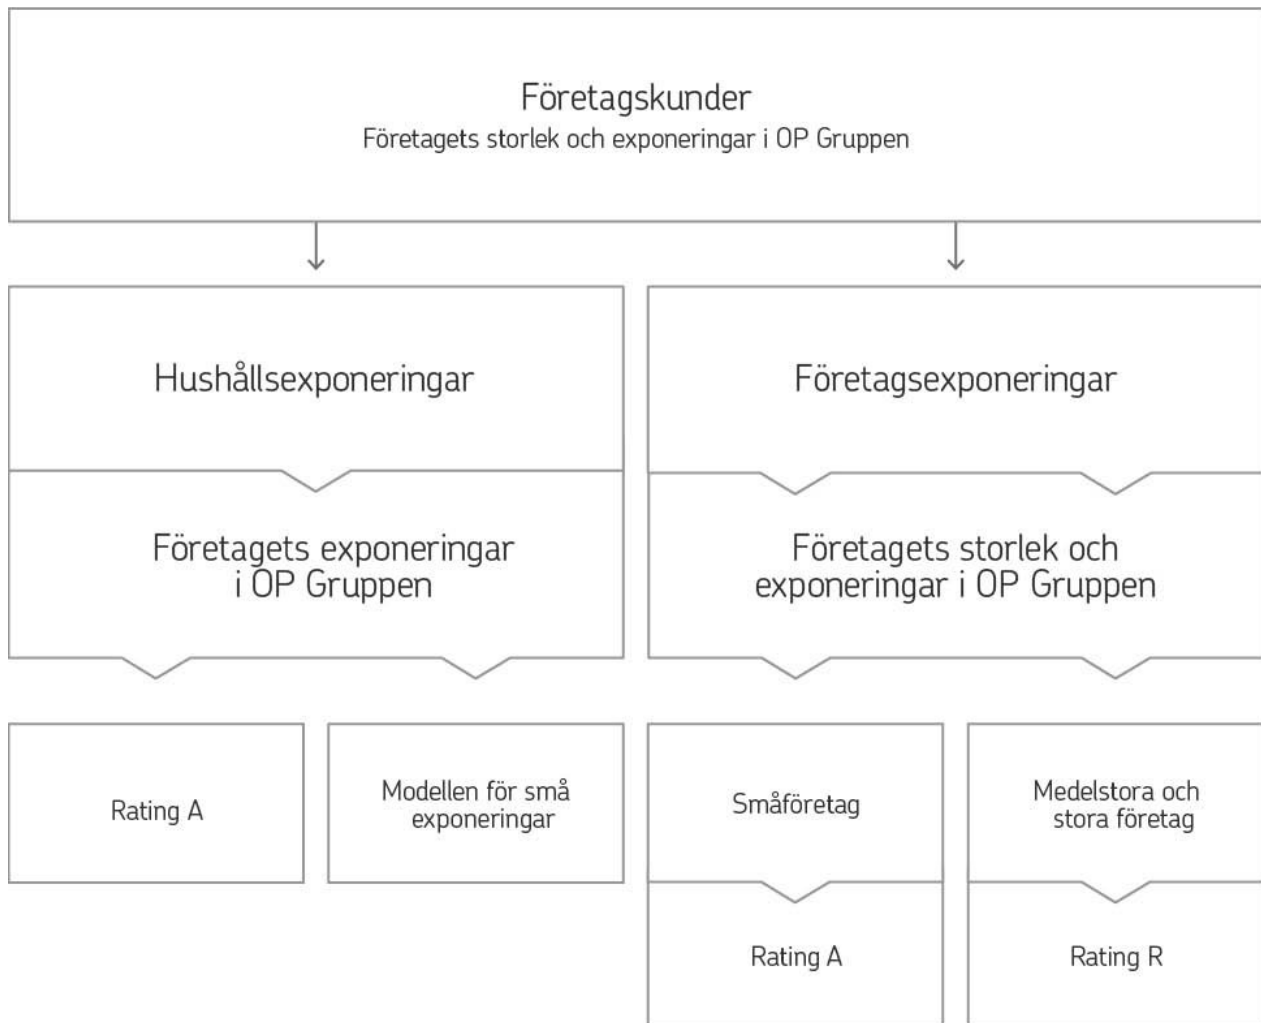 Företagskunder
Företagets storlek och exponeringar i OP Gruppen
Hushållsexponeringar
Företagsexponeringar
Företagets exponeringar
i OP Gruppen
Företagets storlek och
exponeringar i OP Gruppen
Rating A
Modellen för små
exponeringar
Småföretag
Medelstora och
stora företag
Rating A
Rating R